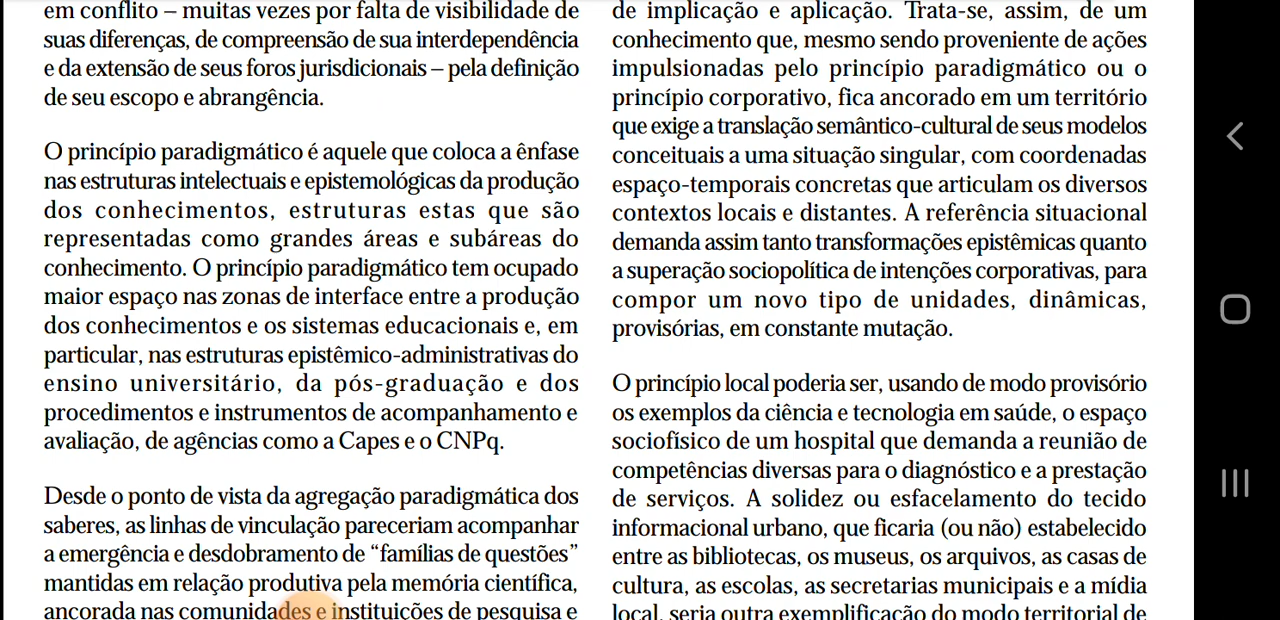 em conflito – muitas vezes por falta de visibilidade de
suas diferenças, de compreensão de sua interdependência
e da extensão de seus foros jurisdicionais – pela definição
de seu escopo e abrangência.
O princípio paradigmático é aquele que coloca a ênfase
nas estruturas intelectuais e epistemológicas da produção
dos conhecimentos, estruturas estas que são
representadas como grandes áreas e subáreas do
conhecimento. O princípio paradigmático tem ocupado
maior espaço nas zonas de interface entre a produção
dos conhecimentos e os sistemas educacionais e, em
particular, nas estruturas epistêmico-administrativas do
ensino universitário, da pós-graduação e dos
procedimentos e instrumentos de acompanhamento e
avaliação, de agências como a Capes e o CNPq.
Desde o ponto de vista da agregação paradigmática dos
saberes, as linhas de vinculação pareceriam acompanhar
a emergência e desdobramento de “famílias de questões”
mantidas em relação produtiva pela memória científica,
ancorada nas comunidades e instituições de pesquisa e
de implicação e aplicação. Trata-se, assim, de um
conhecimento que, mesmo sendo proveniente de ações
impulsionadas pelo princípio paradigmático ou o
princípio corporativo, fica ancorado em um território
que exige a translação semântico-cultural de seus modelos
conceituais a uma situação singular, com coordenadas
espaço-temporais concretas que articulam os diversos
contextos locais e distantes. A referência situacional
demanda assim tanto transformações epistêmicas quanto
a superação sociopolítica de intenções corporativas, para
compor um novo tipo de unidades, dinâmicas,
provisórias, em constante mutação.
O princípio local poderia ser, usando de modo provisório
os exemplos da ciência e tecnologia em saúde, o espaço
sociofísico de um hospital que demanda a reunião de
competências diversas para o diagnóstico e a prestação
de serviços. A solidez ou esfacelamento do tecido
informacional urbano, que ficaria (ou não) estabelecido
entre as bibliotecas, os museus, os arquivos, as casas de
cultura, as escolas, as secretarias municipais e a mídia
local, seria outra exemplificação do modo territorial de